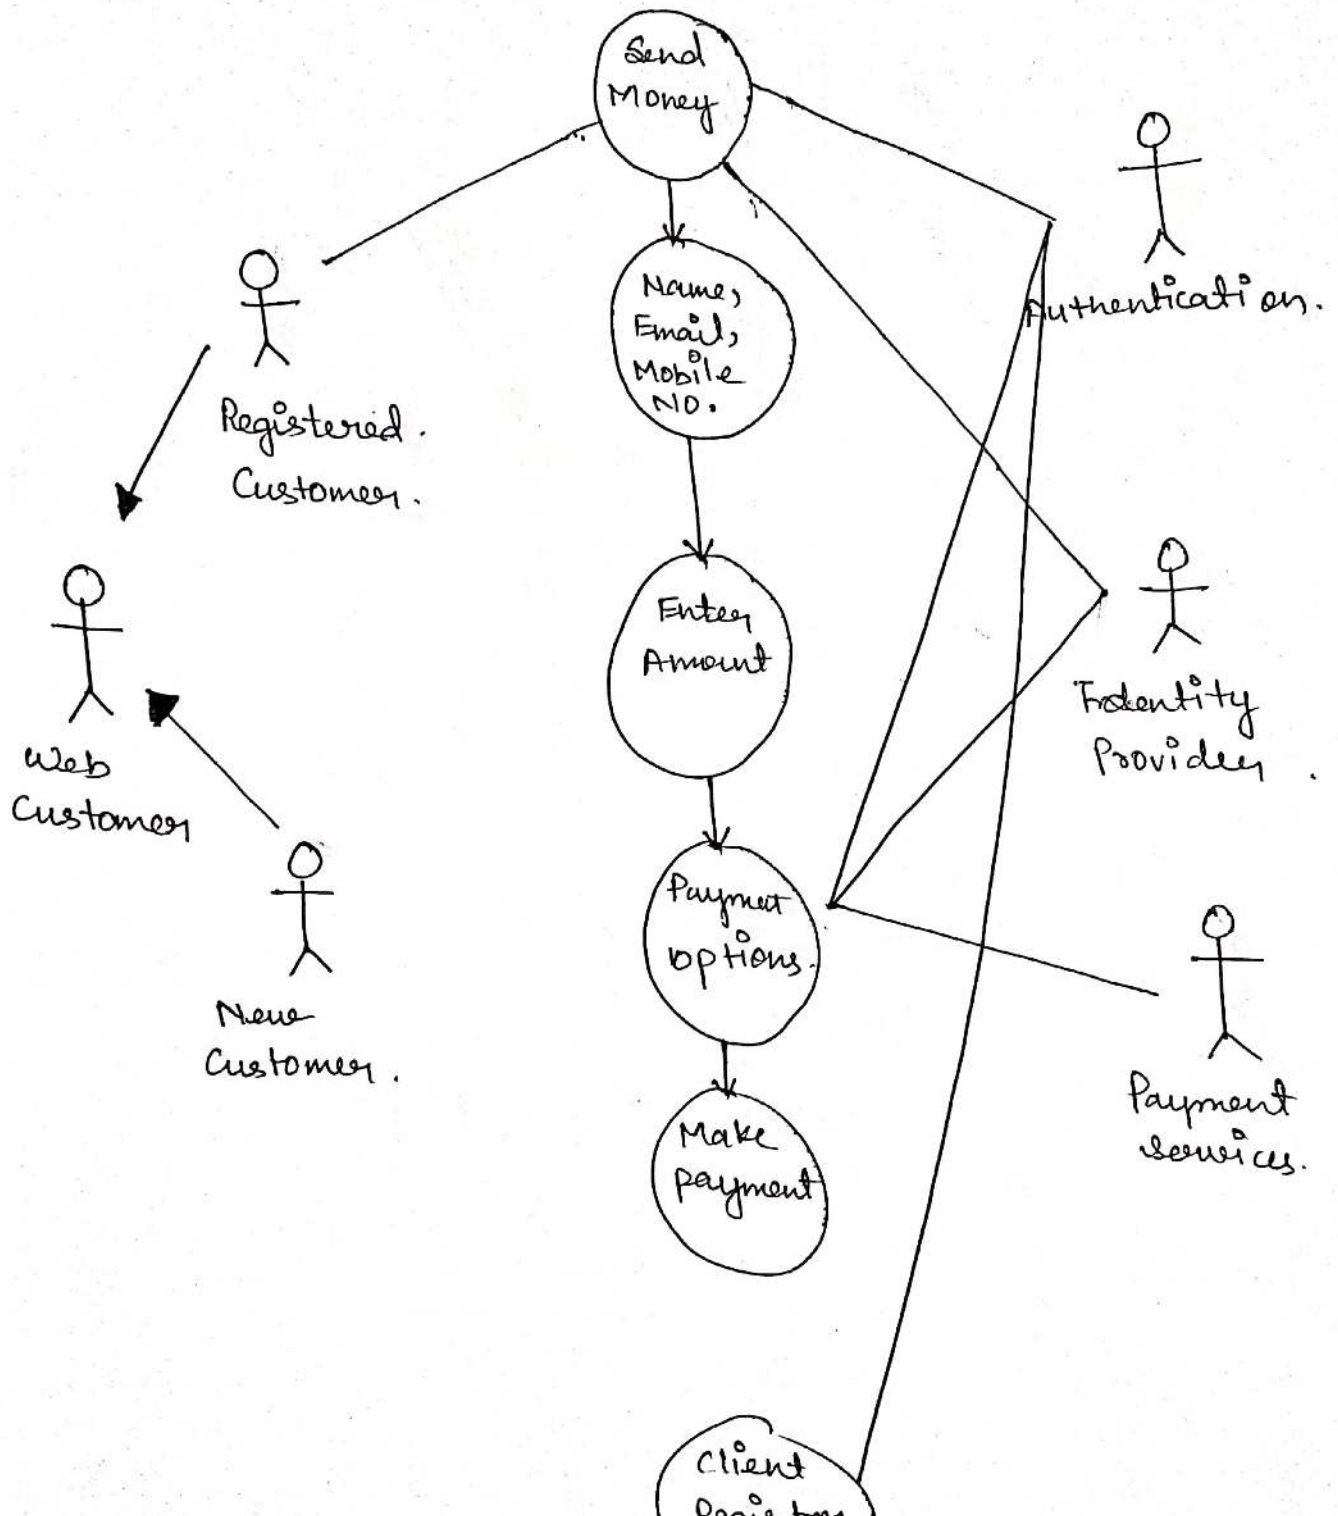 Send
Money
Name,
Email,
Mobile
NO.
Authentication.
Registered.
Customer.
Enter
Amount
Identity
Provider.
Web
Customer
Paymet
options.
New
Customer.
Payment
services.
Make
payment
Client